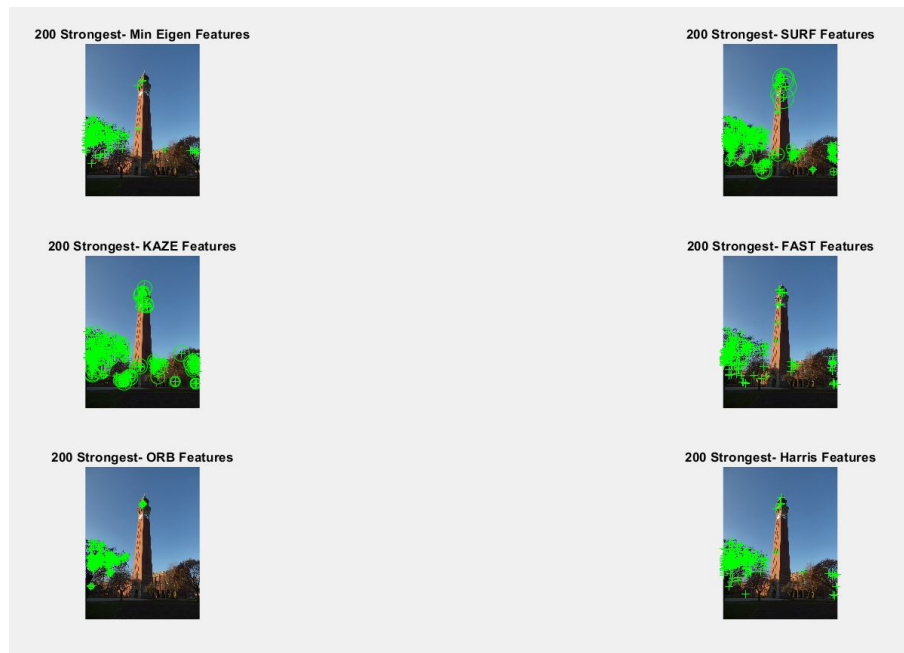 200 Strongest- Min Eigen Features
200 Strongest- SURF Features
200 Strongest- KAZE Features
200 Strongest- FAST Features
200 Strongest- ORB Features
200 Strongest- Harris Features